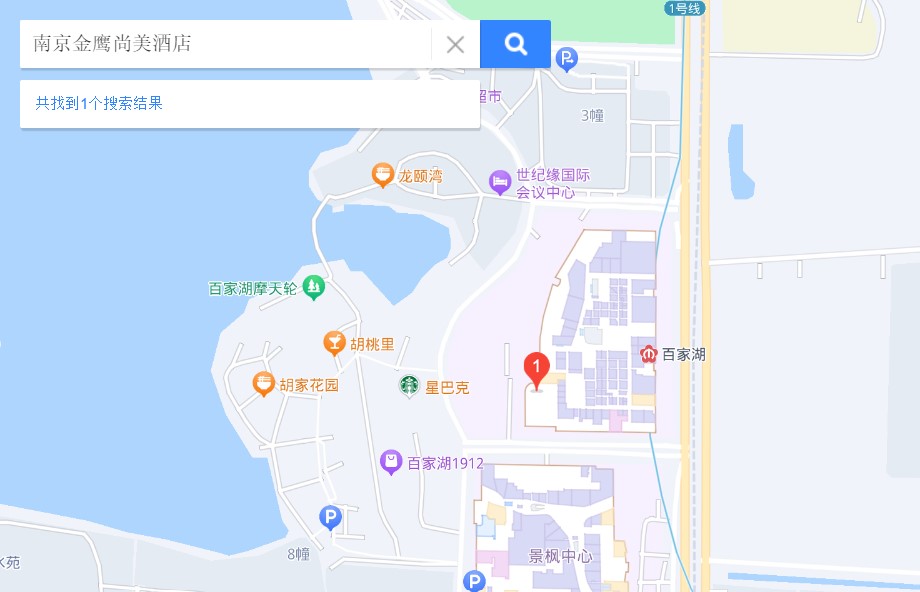 1号线
南京金鹰尚美酒店
P
共找到1个搜索结果
超市
3幢
龙颐湾
世纪缘国际
会议中心
百家湖摩天轮
胡桃里
百家湖
1
胡家花园
星巴克
百家湖1912
P
8幢
景枫中心
水苑
P